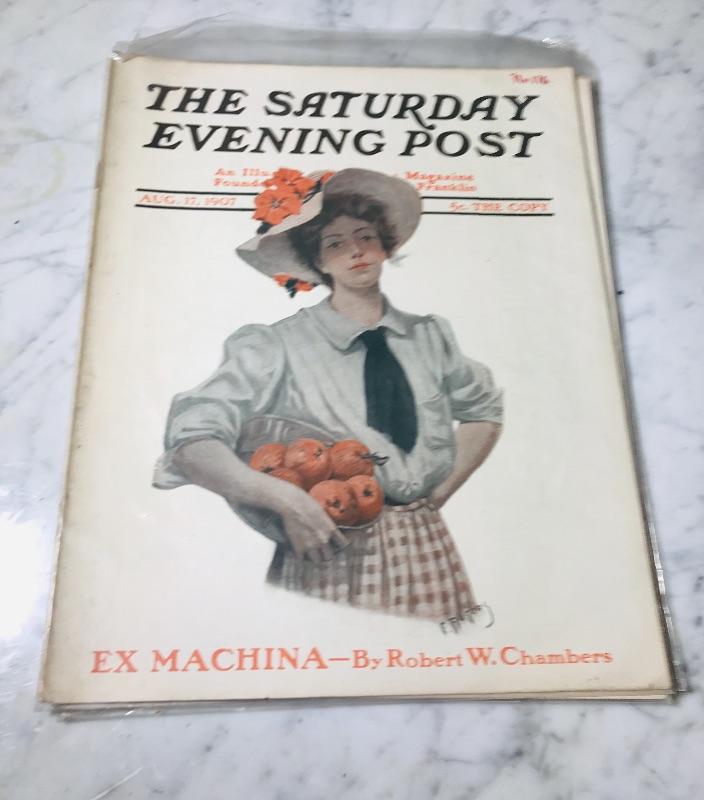 THE SATURDAY
EVENING POST
An Illus Magazine
Founde Franklin
AUG. 17, 1907 5c. THE COPY
EX MACHINA—By Robert W. Chambers